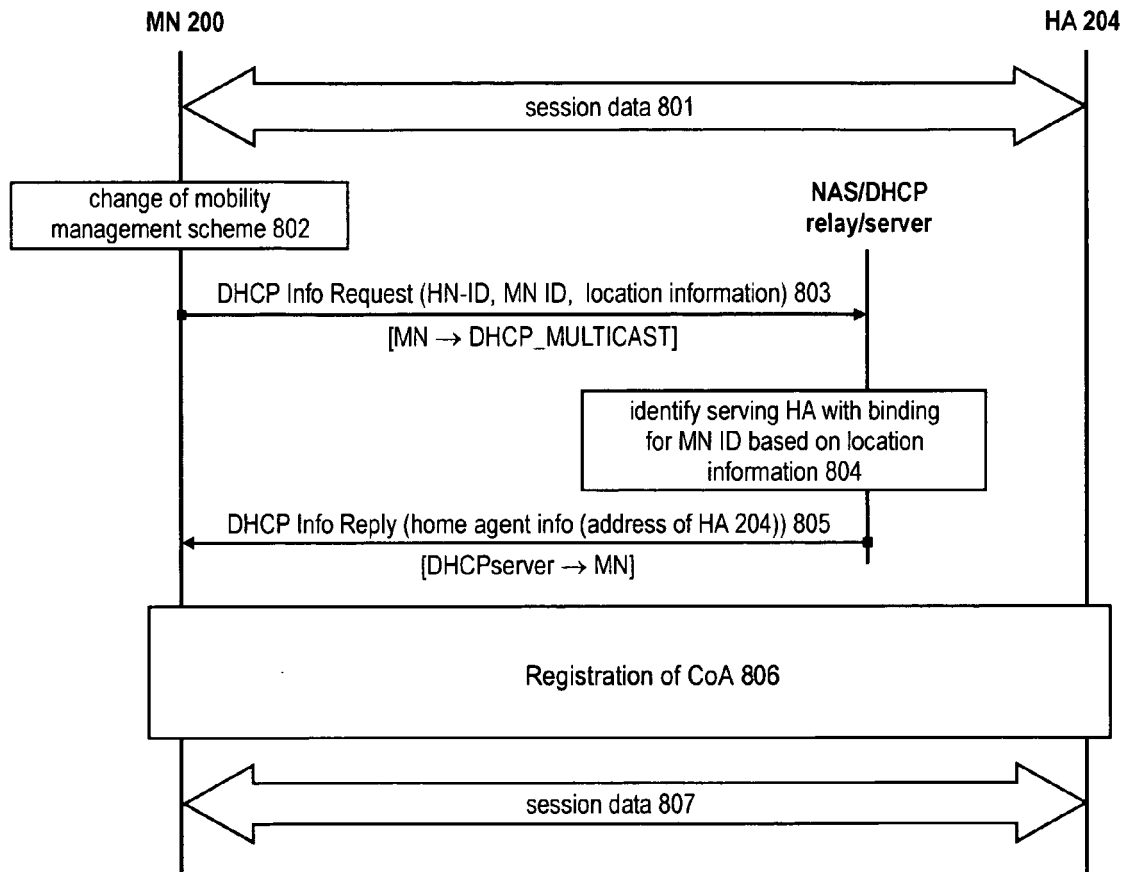 MN 200
HA 204
session data 801
change of mobility
management scheme 802
NAS/DHCP
relay/server
DHCP Info Request (HN-ID, MN ID, location information) 803
[MN → DHCP_MULTICAST]
identify serving HA with binding
for MN ID based on location
information 804
DHCP Info Reply (home agent info (address of HA 204)) 805
[DHCPserver → MN]
Registration of CoA 806
session data 807